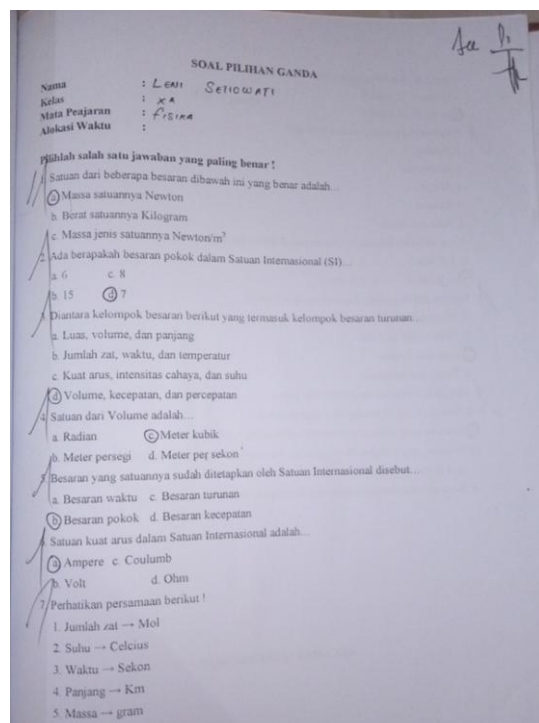 SOAL PILIHAN GANDA
Nama : LENI SETIOWATI
Kelas : XA
Mata Peajaran : FISIKA
Alokasi Waktu :
Pilihlah salah satu jawaban yang paling benar !
1. Satuan dari beberapa besaran dibawah ini yang benar adalah...
a. Massa satuannya Newton
b. Berat satuannya Kilogram
c. Massa jenis satuannya Newton/m³
2. Ada berapakah besaran pokok dalam Satuan Internasional (SI)...
a. 6 c. 8
b. 15 d. 7
3. Diantara kelompok besaran berikut yang termasuk kelompok besaran turunan...
a. Luas, volume, dan panjang
b. Jumlah zat, waktu, dan temperatur
c. Kuat arus, intensitas cahaya, dan suhu
d. Volume, kecepatan, dan percepatan
4. Satuan dari Volume adalah...
a. Radian c. Meter kubik
b. Meter persegi d. Meter per sekon
5. Besaran yang satuannya sudah ditetapkan oleh Satuan Internasional disebut...
a. Besaran waktu c. Besaran turunan
b. Besaran pokok d. Besaran kecepatan
6. Satuan kuat arus dalam Satuan Internasional adalah...
a. Ampere c. Coulumb
b. Volt d. Ohm
7. Perhatikan persamaan berikut !
1. Jumlah zat → Mol
2. Suhu → Celcius
3. Waktu → Sekon
4. Panjang → Km
5. Massa → gram